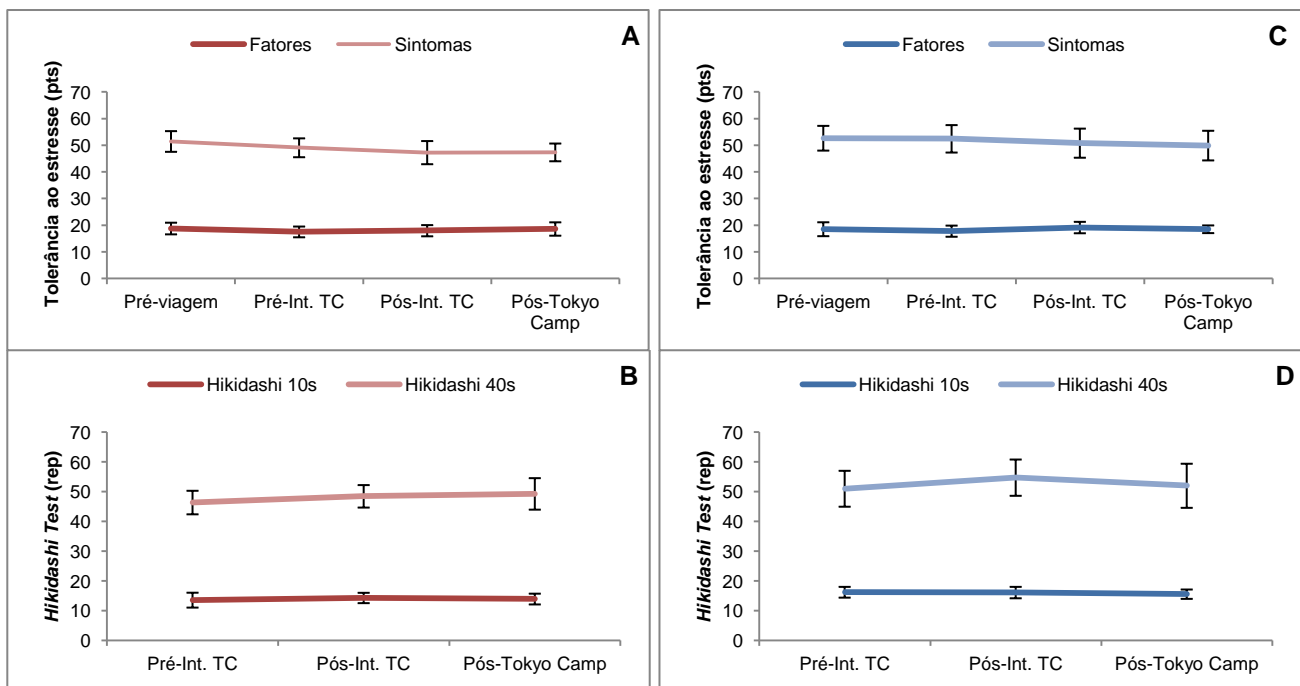 A
Fatores Sintomas
Tolerância ao estresse (pts)
70
60
50
40
30
20
10
0
Pré-viagem Pré-Int. TC Pós-Int. TC Pós-Tokyo
Camp
C
Fatores Sintomas
Tolerância ao estresse (pts)
70
60
50
40
30
20
10
0
Pré-viagem Pré-Int. TC Pós-Int. TC Pós-Tokyo
Camp
B
Hikidashi 10s Hikidashi 40s
Hikidashi Test (rep)
70
60
50
40
30
20
10
0
Pré-Int. TC Pós-Int. TC Pós-Tokyo Camp
D
Hikidashi 10s Hikidashi 40s
Hikidashi Test (rep)
70
60
50
40
30
20
10
0
Pré-Int. TC Pós-Int. TC Pós-Tokyo Camp